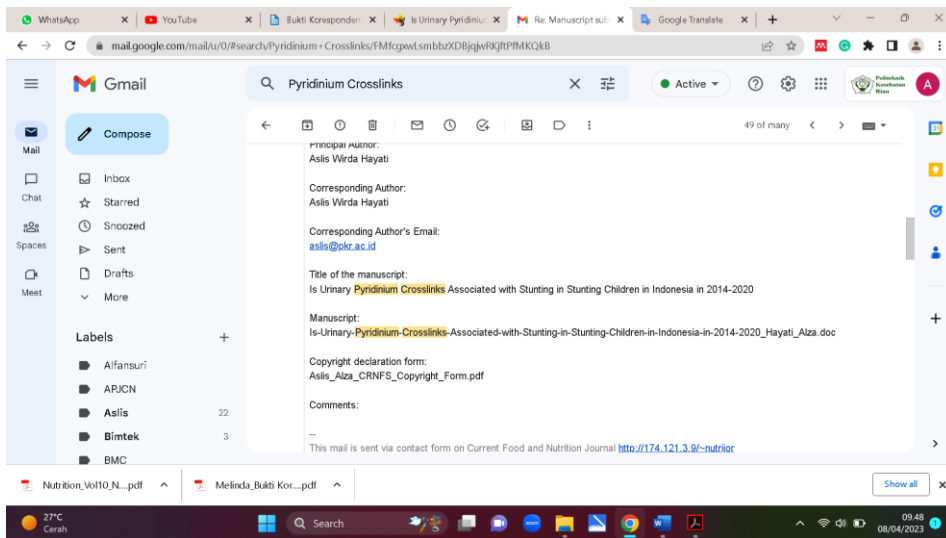 WhatsApp
YouTube
Bukti Koresponden
Is Urinary Pyridiniu
Re: Manuscript sub
Google Translate
mail.google.com/mail/u/0/#search/Pyridinium+Crosslinks/FMfcgxwLsmbbzXDBjqjwRKjftPfMKQkB
Gmail
Pyridinium Crosslinks
Active
Politeknik
Kesehatan
Riau
A
Mail
Chat
Spaces
Meet
Compose
Inbox
Starred
Snoozed
Sent
Drafts
More
Labels
Alfansuri
APJCN
Aslis 22
Bimtek 3
BMC
49 of many
Principal Author:
Aslis Wirda Hayati
Corresponding Author:
Aslis Wirda Hayati
Corresponding Author's Email:
aslis@pkr.ac.id
Title of the manuscript:
Is Urinary Pyridinium Crosslinks Associated with Stunting in Stunting Children in Indonesia in 2014-2020
Manuscript:
Is-Urinary-Pyridinium-Crosslinks-Associated-with-Stunting-in-Stunting-Children-in-Indonesia-in-2014-2020_Hayati_Alza.doc
Copyright declaration form:
Aslis_Alza_CRNFS_Copyright_Form.pdf
Comments:
--
This mail is sent via contact form on Current Food and Nutrition Journal http://174.121.3.9/~nutrijor
Nutrition_Vol10_N....pdf
Melinda_Bukti Kor....pdf
Show all
27°C
Cerah
Search
zoom
09.48
08/04/2023
1